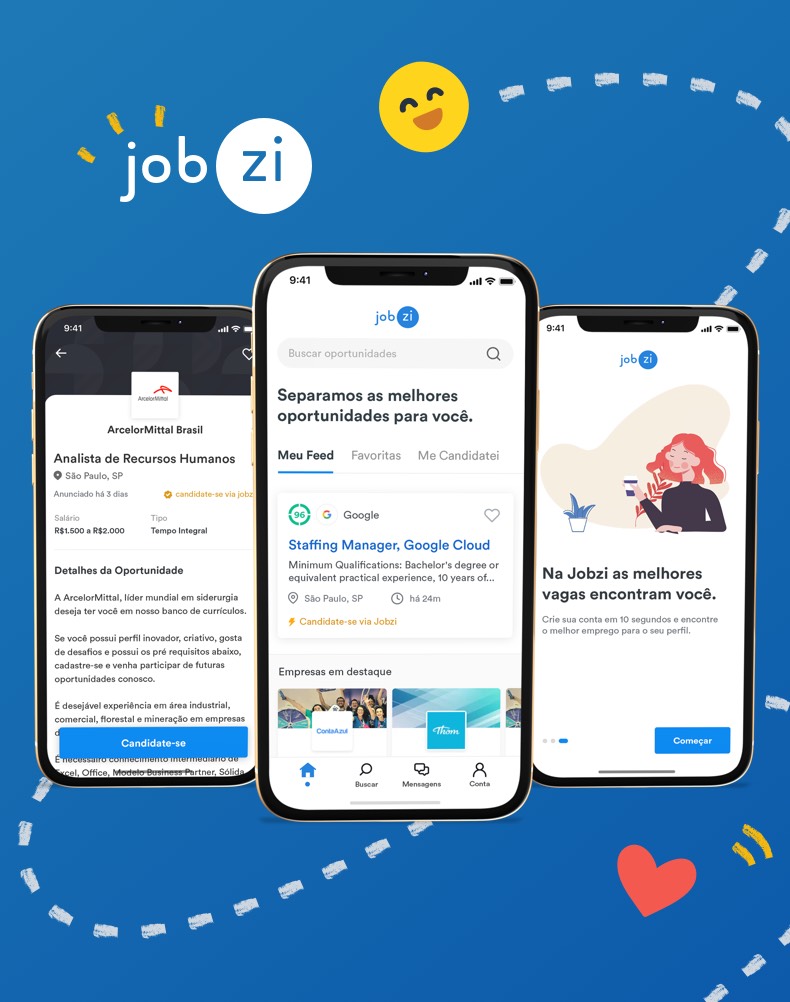 jobzi
9:41
ArcelorMittal
ArcelorMittal Brasil
Analista de Recursos Humanos
São Paulo, SP
Anunciado há 3 dias candidate-se via jobz
Salário Tipo
R$1.500 a R$2.000 Tempo Integral
Detalhes da Oportunidade
A ArcelorMittal, líder mundial em siderurgia
deseja ter você em nosso banco de currículos.
Se você possui perfil inovador, criativo, gosta
de desafios e possui os pré requisitos abaixo,
cadastre-se e venha participar de futuras
oportunidades conosco.
É desejável experiência em área industrial,
comercial, florestal e mineração em empresas
d
Candidate-se
É necessário conhecimento intermediário de
Excel, Office, Modelo Business Partner, Sólida
9:41
jobzi
Buscar oportunidades
Separamos as melhores
oportunidades para você.
Meu Feed Favoritas Me Candidatei
96 G Google
Staffing Manager, Google Cloud
Minimum Qualifications: Bachelor's degree or
equivalent practical experience, 10 years of...
São Paulo, SP há 24m
Candidate-se via Jobzi
Empresas em destaque
ContaAzul Thom
Buscar Mensagens Conta
9:41
jobzi
Na Jobzi as melhores
vagas encontram você.
Crie sua conta em 10 segundos e encontre
o melhor emprego para o seu perfil.
Começar